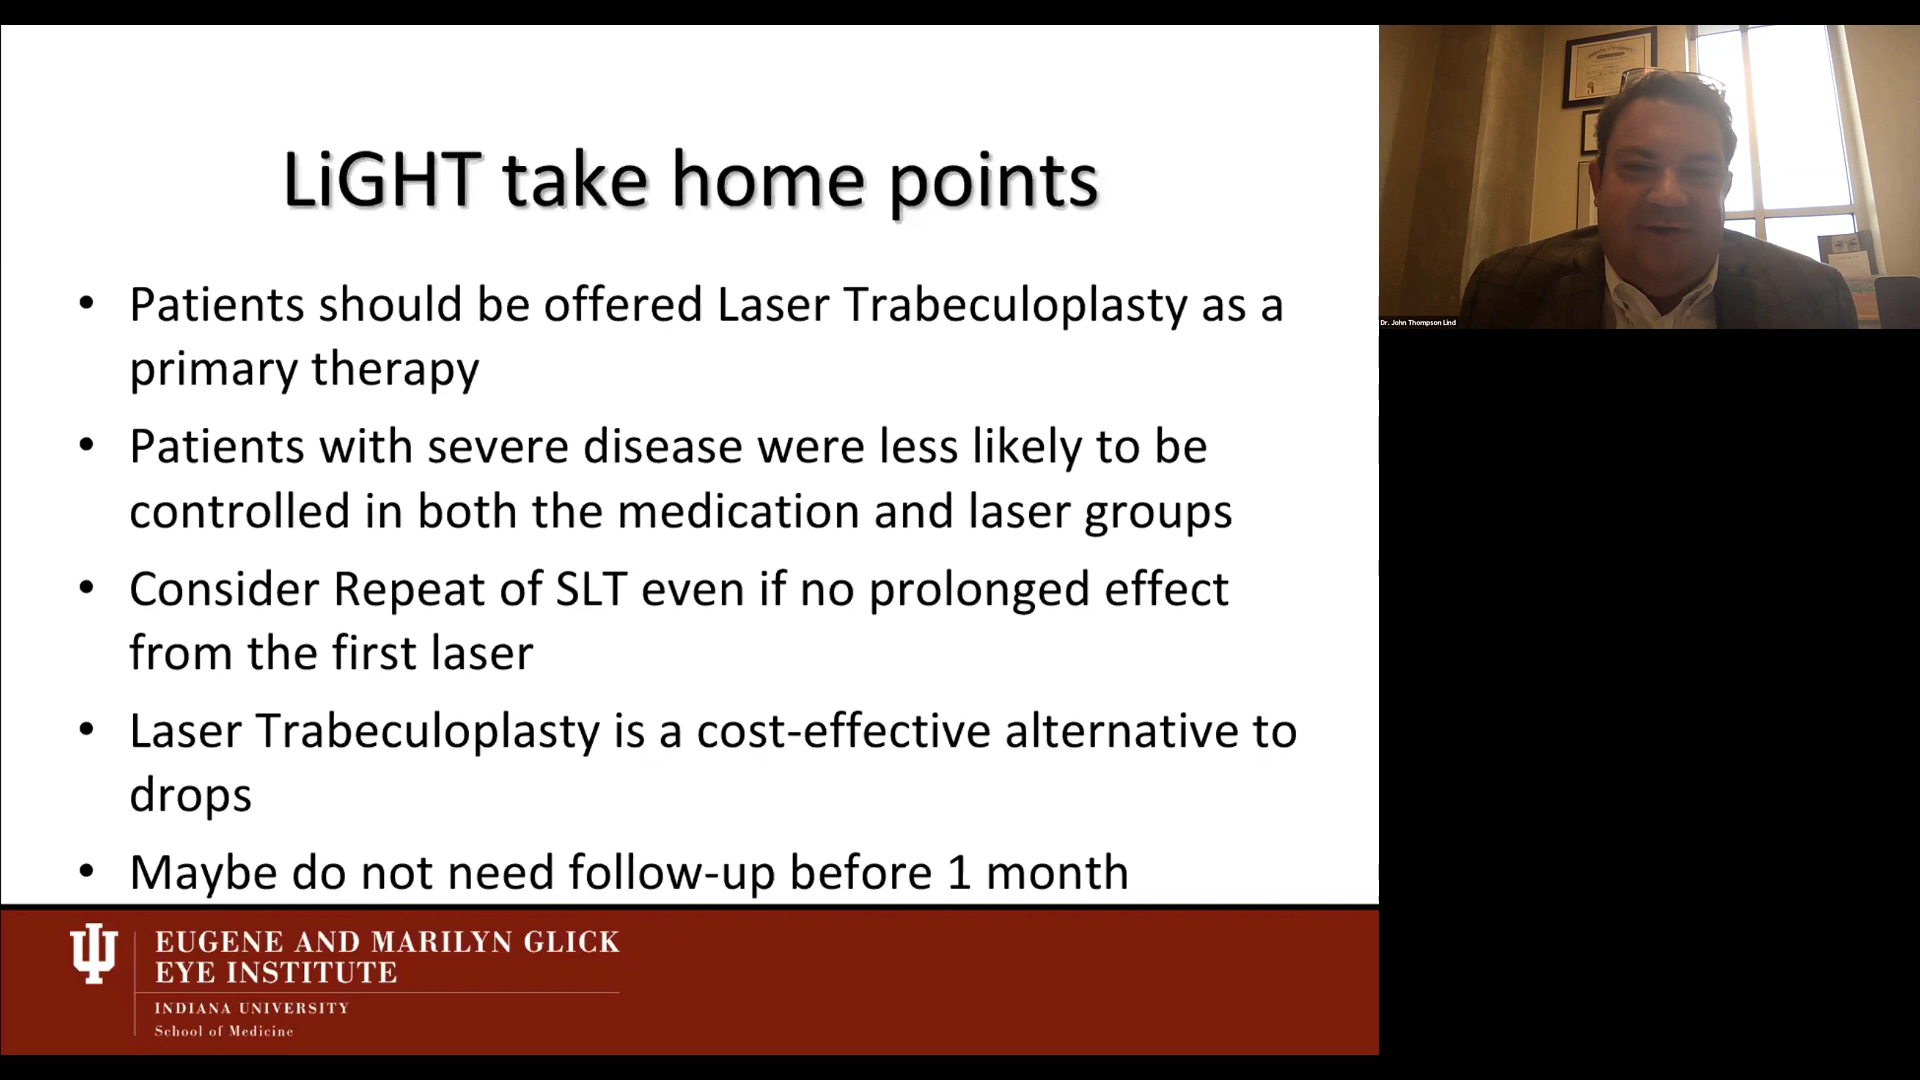 LiGHT take home points
• Patients should be offered Laser Trabeculoplasty as a
primary therapy
• Patients with severe disease were less likely to be
controlled in both the medication and laser groups
• Consider Repeat of SLT even if no prolonged effect
from the first laser
• Laser Trabeculoplasty is a cost-effective alternative to
drops
• Maybe do not need follow-up before 1 month
EUGENE AND MARILYN GLICK
EYE INSTITUTE
INDIANA UNIVERSITY
School of Medicine
Dr. John Thompson Lind